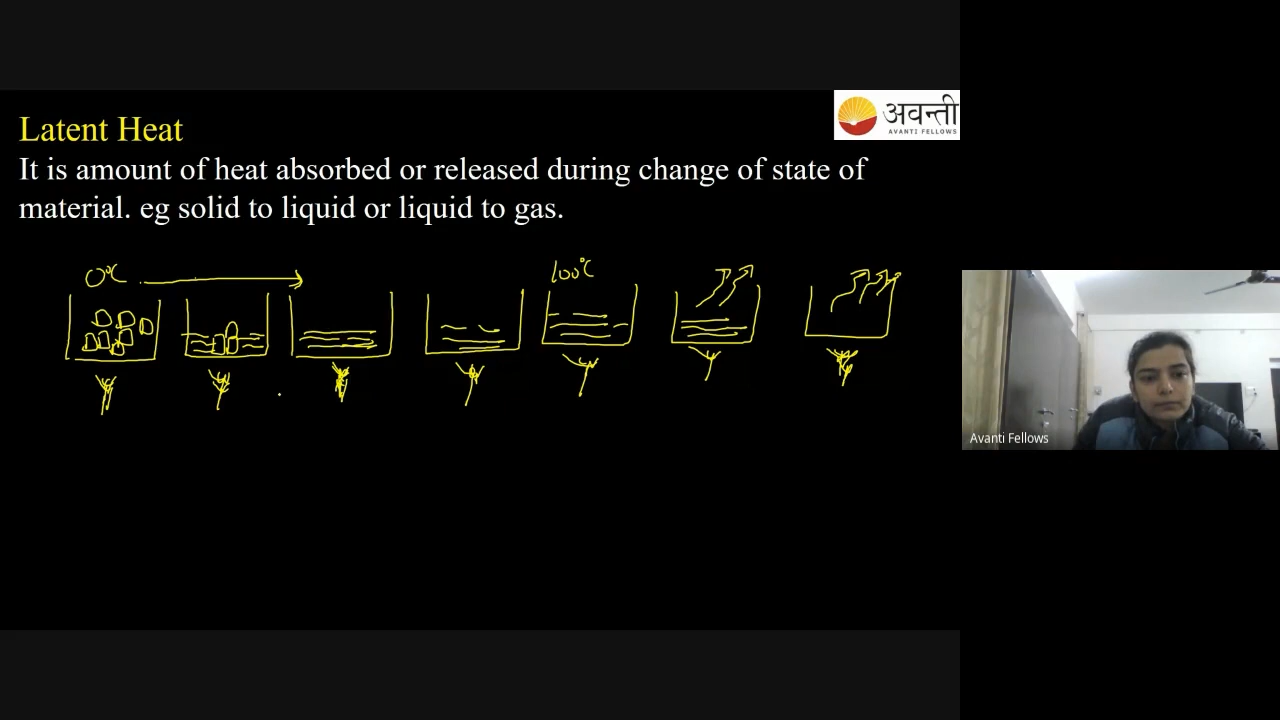 Latent Heat
अवन्ती
AVANTI FELLOWS
It is amount of heat absorbed or released during change of state of
material. eg solid to liquid or liquid to gas.
0°C
100°C
Avanti Fellows